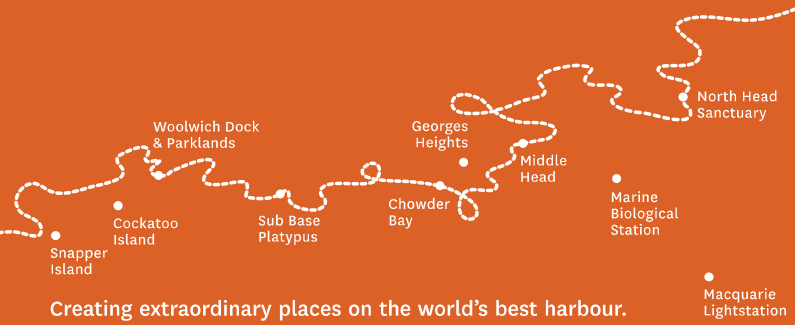 North Head
Sanctuary
Woolwich Dock
& Parklands
Georges
Heights
Middle
Head
Marine
Biological
Station
Chowder
Bay
Sub Base
Platypus
Cockatoo
Island
Snapper
Island
Macquarie
Lightstation
Creating extraordinary places on the world's best harbour.